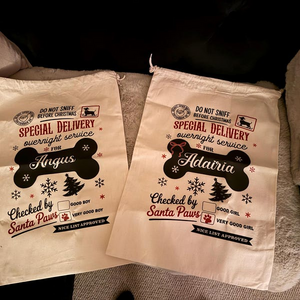 DO NOT SNIFF
BEFORE CHRISTMAS
SPECIAL DELIVERY
overnight service
FOR
Angus
Checked by
Santa Paws
GOOD BOY
VERY GOOD BOY
NICE LIST APPROVED
DO NOT SNIFF
BEFORE CHRISTMAS
SPECIAL DELIVERY
overnight service
FOR
Adairia
Checked by
Santa Paws
GOOD GIRL
VERY GOOD GIRL
NICE LIST APPROVED